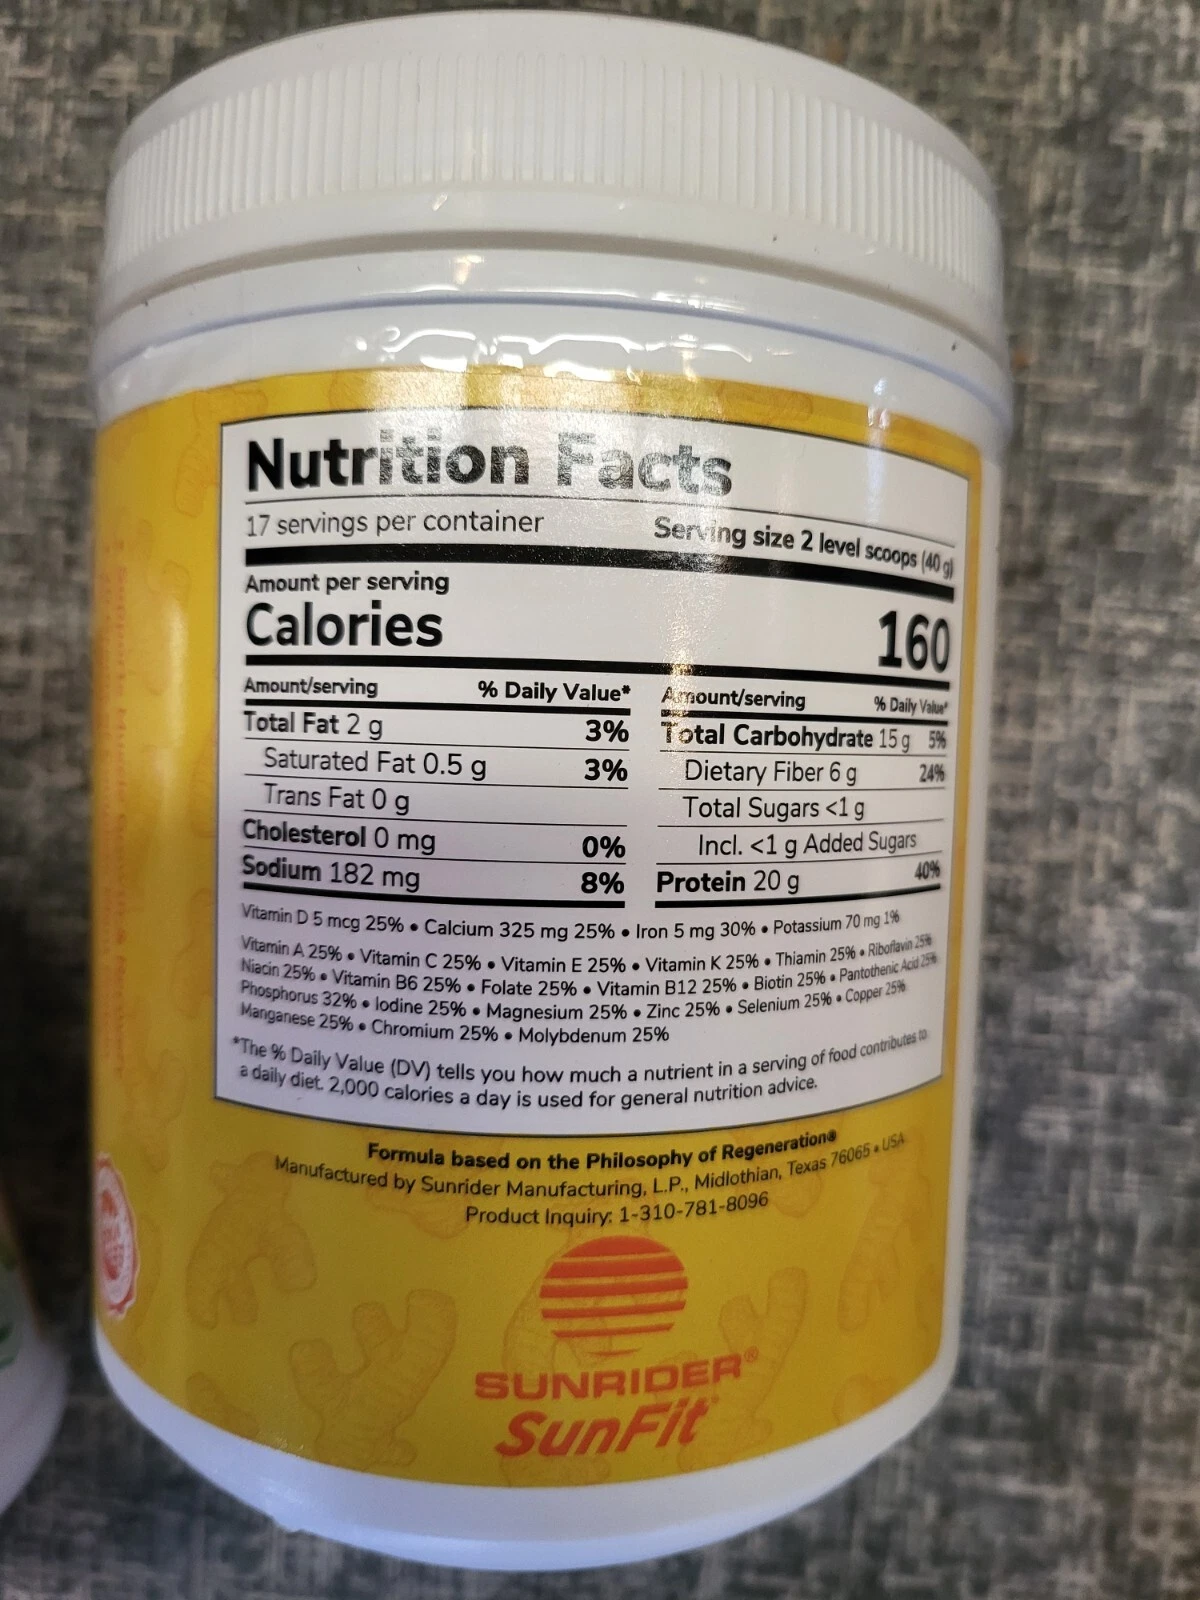 Nutrition Facts
17 servings per container
Serving size 2 level scoops (40 g)
Amount per serving
Calories 160
Amount/serving % Daily Value*
Total Fat 2 g 3%
Saturated Fat 0.5 g 3%
Trans Fat 0 g
Cholesterol 0 mg 0%
Sodium 182 mg 8%
Amount/serving % Daily Value*
Total Carbohydrate 15 g 5%
Dietary Fiber 6 g 24%
Total Sugars <1 g
Incl. <1 g Added Sugars
Protein 20 g 40%
Vitamin D 5 mcg 25% • Calcium 325 mg 25% • Iron 5 mg 30% • Potassium 70 mg 1%
Vitamin A 25% • Vitamin C 25% • Vitamin E 25% • Vitamin K 25% • Thiamin 25% • Riboflavin 25%
Niacin 25% • Vitamin B6 25% • Folate 25% • Vitamin B12 25% • Biotin 25% • Pantothenic Acid 25%
Phosphorus 32% • Iodine 25% • Magnesium 25% • Zinc 25% • Selenium 25% • Copper 25%
Manganese 25% • Chromium 25% • Molybdenum 25%
*The % Daily Value (DV) tells you how much a nutrient in a serving of food contributes to
a daily diet. 2,000 calories a day is used for general nutrition advice.
Formula based on the Philosophy of Regeneration®
Manufactured by Sunrider Manufacturing, L.P., Midlothian, Texas 76065 • USA
Product Inquiry: 1-310-781-8096
SUNRIDER®
SunFit